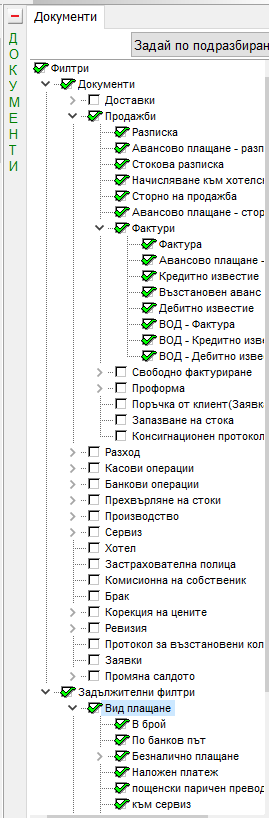 Документи
ДОКУМЕНТИ
Задай по подразбиран
Филтри
Документи
Доставки
Продажби
Разписка
Авансово плащане - разп
Стокова разписка
Начисляване към хотелс
Сторно на продажба
Авансово плащане - стор
Фактури
Фактура
Авансово плащане -
Кредитно известие
Възстановен аванс
Дебитно известие
ВОД - Фактура
ВОД - Кредитно изве
ВОД - Дебитно изве
Свободно фактуриране
Проформа
Поръчка от клиент(Заявка
Запазване на стока
Консигнационен протокол
Разход
Касови операции
Банкови операции
Прехвърляне на стоки
Производство
Сервиз
Хотел
Застрахователна полица
Комисионна на собственик
Брак
Корекция на цените
Ревизия
Протокол за възстановени кол
Заявки
Промяна салдото
Задължителни филтри
Вид плащане
В брой
По банков път
Безналично плащане
Наложен платеж
пощенски паричен превод
към сервиз